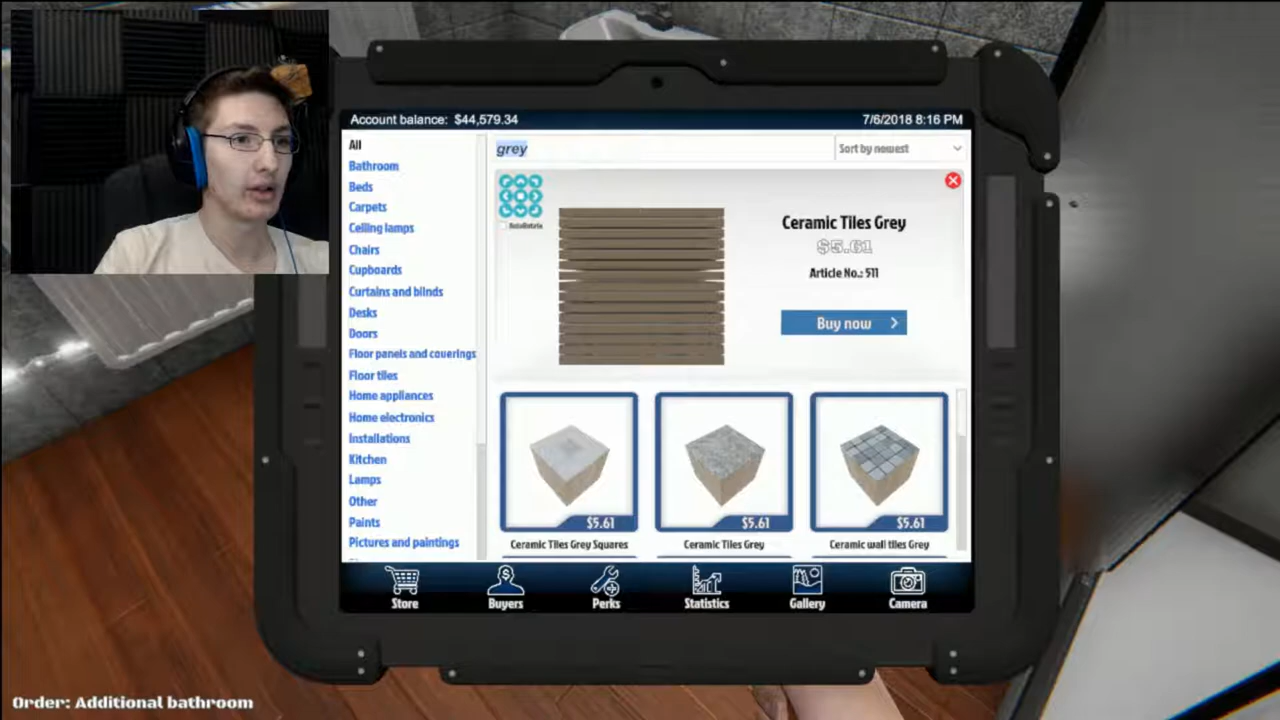 Account balance: $44,579.34
7/6/2018 8:16 PM
All
Bathroom
Beds
Carpets
Ceiling lamps
Chairs
Cupboards
Curtains and blinds
Desks
Doors
Floor panels and coverings
Floor tiles
Home appliances
Home electronics
Installations
Kitchen
Lamps
Other
Paints
Pictures and paintings
grey
Sort by newest
AutoRotate
Ceramic Tiles Grey
$5.61
Article No.: 511
Buy now
$5.61
$5.61
$5.61
Ceramic Tiles Grey Squares
Ceramic Tiles Grey
Ceramic wall tiles Grey
Store
Buyers
Perks
Statistics
Gallery
Camera
Order: Additional bathroom